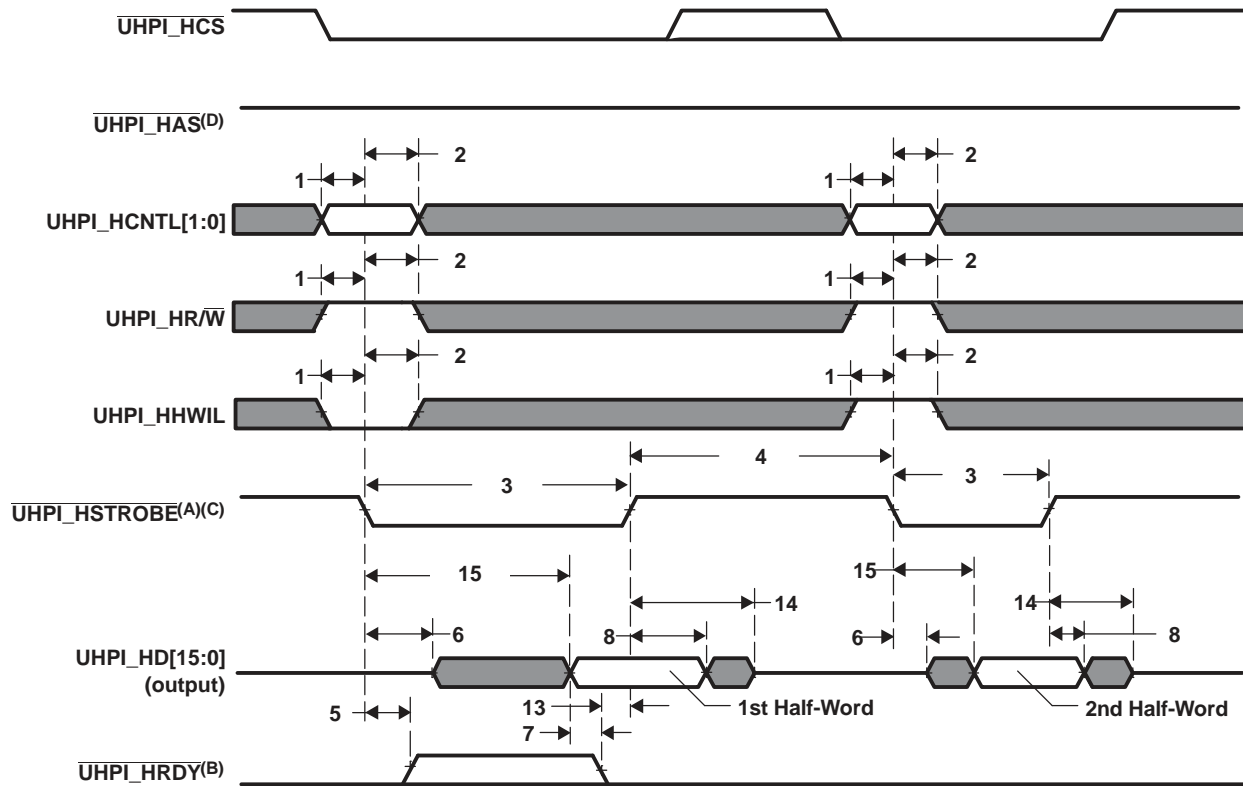 UHPI_HCS
UHPI_HAS(D)
2
2
1
1
UHPI_HCNTL[1:0]
2
2
1
1
UHPI_HR/W
2
2
1
1
UHPI_HHWIL
4
3
3
UHPI_HSTROBE(A)(C)
15
15
14
14
6
8
6
8
UHPI_HD[15:0]
(output)
5
13
1st Half-Word
2nd Half-Word
7
UHPI_HRDY(B)